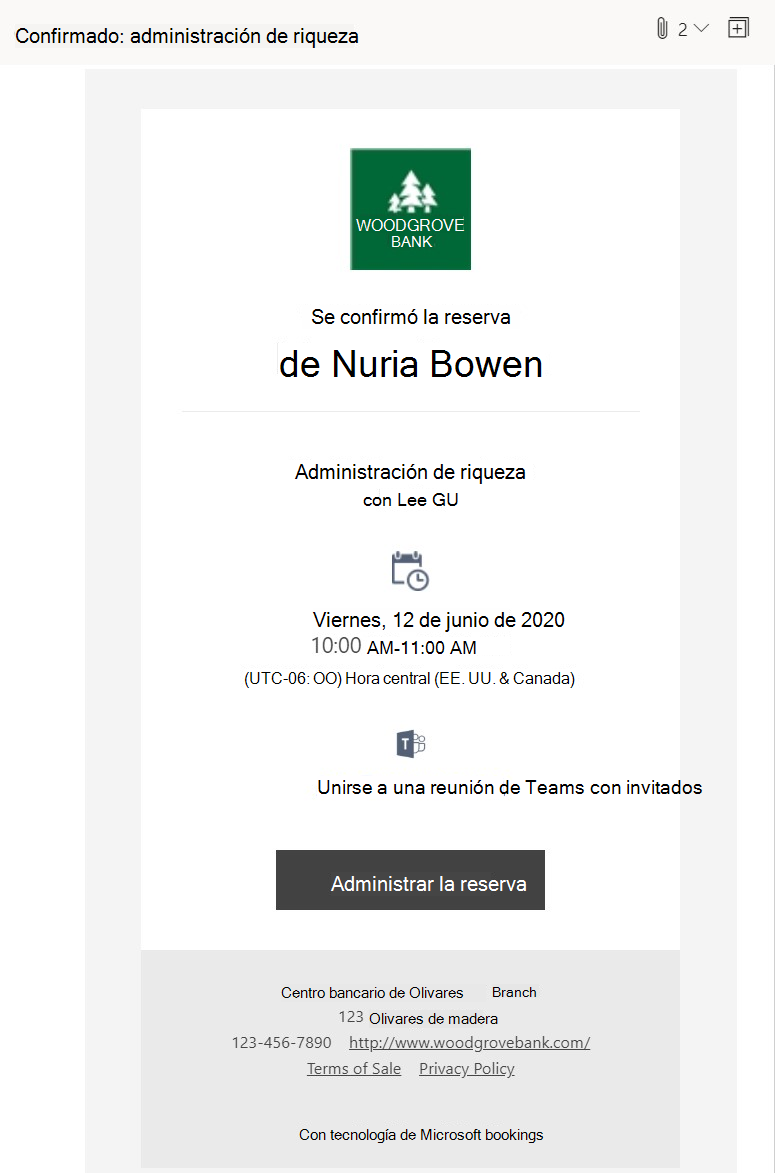 Confirmado: administración de riqueza
2
WOODGROVE
BANK
Se confirmó la reserva
de Nuria Bowen
Administración de riqueza
con Lee GU
Viernes, 12 de junio de 2020
10:00 AM-11:00 AM
(UTC-06: OO) Hora central (EE. UU. & Canada)
T
Unirse a una reunión de Teams con invitados
Administrar la reserva
Centro bancario de Olivares Branch
123 Olivares de madera
123-456-7890 http://www.woodgrovebank.com/
Terms of Sale Privacy Policy
Con tecnología de Microsoft bookings